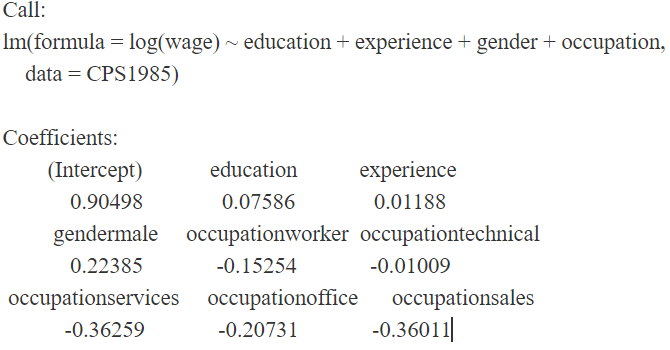 Call:
lm(formula = log(wage) ~ education + experience + gender + occupation,
data = CPS1985)
Coefficients:
(Intercept) education experience
0.90498 0.07586 0.01188
gendermale occupationworker occupationtechnical
0.22385 -0.15254 -0.01009
occupationservices occupationoffice occupationsales
-0.36259 -0.20731 -0.36011